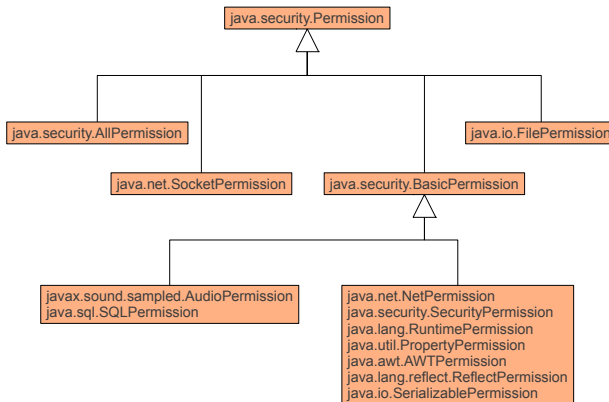 java.security.Permission
java.security.AllPermission
java.io.FilePermission
java.net.SocketPermission
java.security.BasicPermission
javax.sound.sampled.AudioPermission
java.sql.SQLPermission
java.net.NetPermission
java.security.SecurityPermission
java.lang.RuntimePermission
java.util.PropertyPermission
java.awt.AWTPermission
java.lang.reflect.ReflectPermission
java.io.SerializablePermission